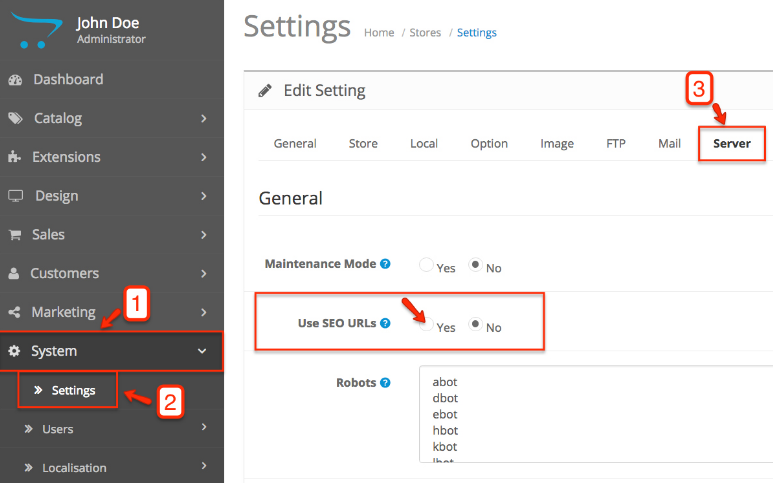 John Doe
Administrator
Dashboard
Catalog
Extensions
Design
Sales
Customers
Marketing
1
System
Settings
2
Users
Localisation
Settings Home / Stores / Settings
Edit Setting
3
General Store Local Option Image FTP Mail Server
General
Maintenance Mode ? Yes No
Use SEO URLs ? Yes No
Robots ?
abot
dbot
ebot
hbot
kbot